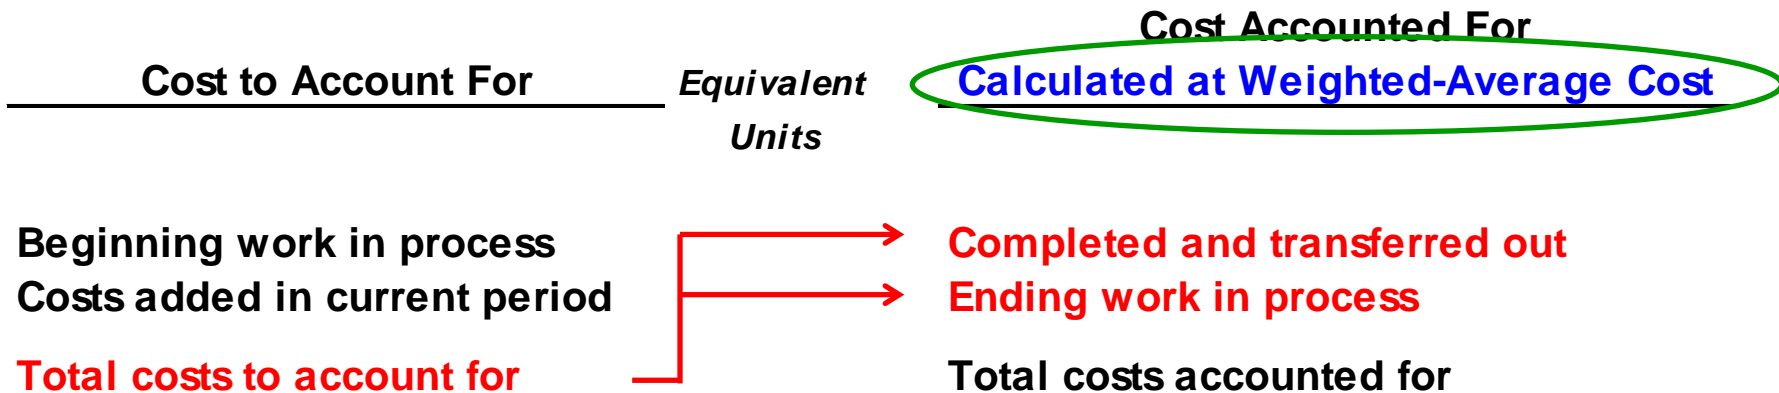 Cost Accounted For
Cost to Account For Equivalent Calculated at Weighted-Average Cost
Units
Beginning work in process Completed and transferred out
Costs added in current period Ending work in process
Total costs to account for Total costs accounted for